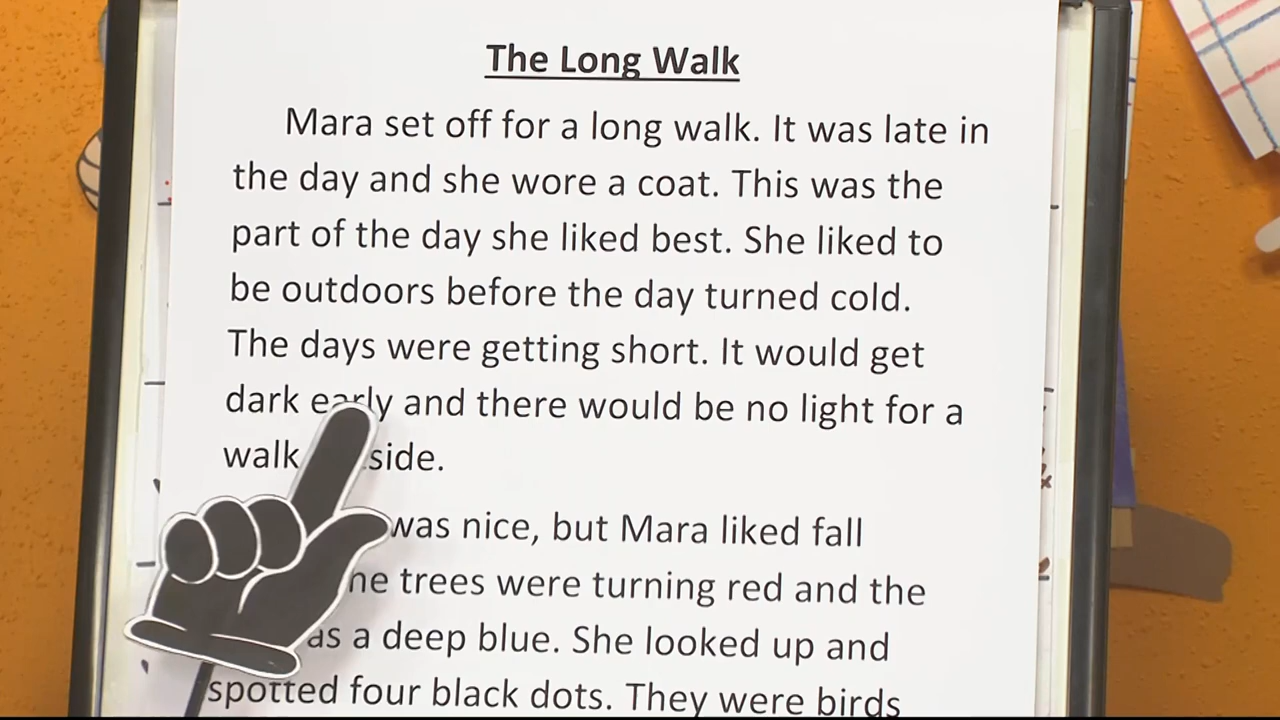 The Long Walk
Mara set off for a long walk. It was late in
the day and she wore a coat. This was the
part of the day she liked best. She liked to
be outdoors before the day turned cold.
The days were getting short. It would get
dark early and there would be no light for a
walk side.
was nice, but Mara liked fall
trees were turning red and the
a deep blue. She looked up and
spotted four black dots. They were birds